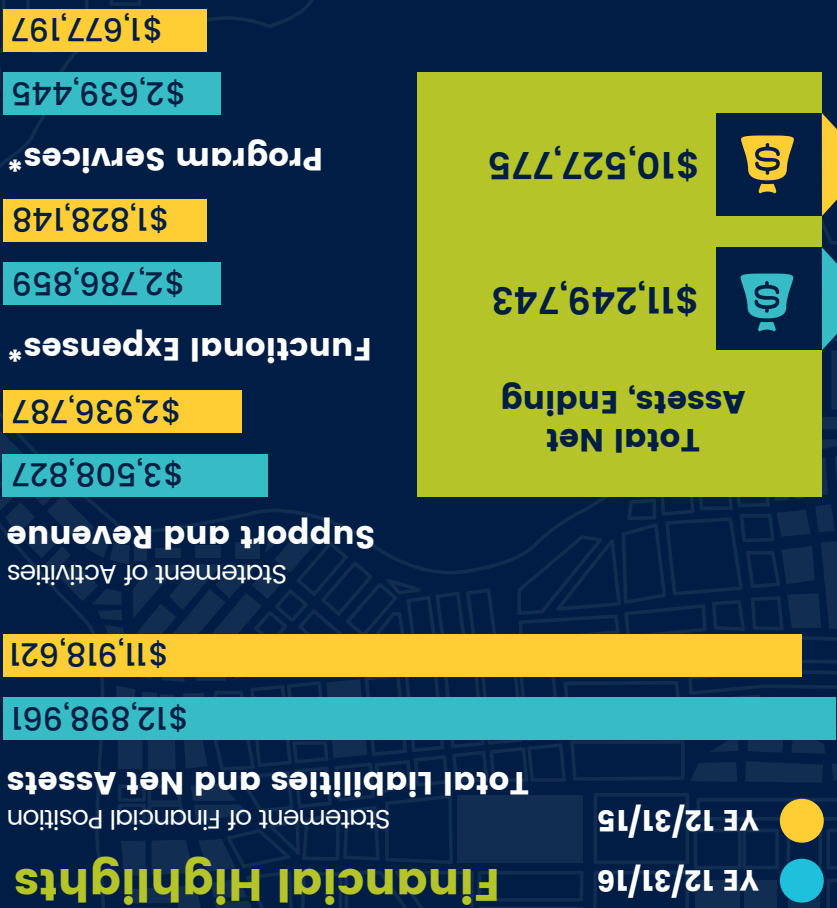 Financial Highlights
YE 12/31/16
YE 12/31/15
Statement of Financial Position
Total Liabilities and Net Assets
$12,898,961
$11,918,621
Statement of Activities
Support and Revenue
$3,508,827
$2,936,787
Functional Expenses*
$2,786,859
$1,828,148
Program Services*
$2,639,445
$1,677,197
Total Net
Assets, Ending
$11,249,743
$10,527,775